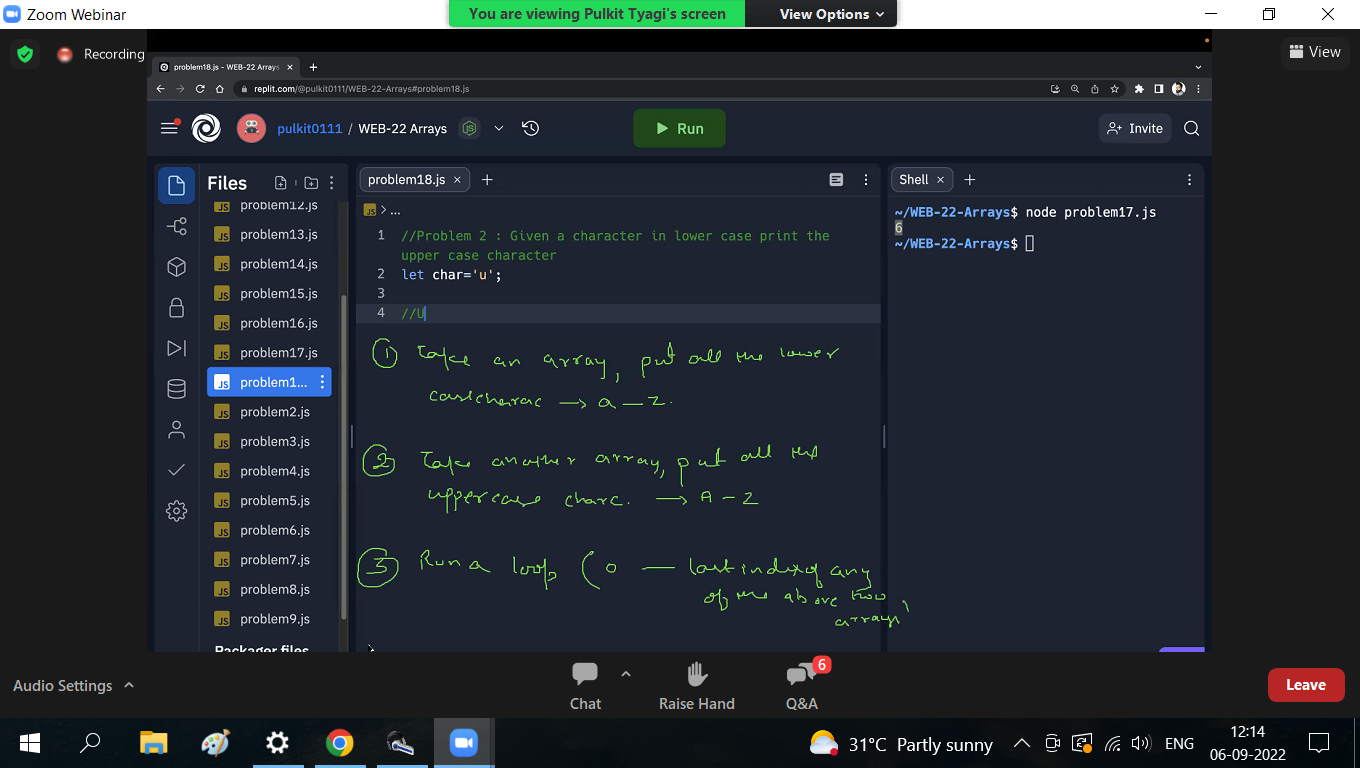 Zoom Webinar
You are viewing Pulkit Tyagi's screen
View Options
Recording
View
problem18.js - WEB-22 Arrays
replit.com/@pulkit0111/WEB-22-Arrays#problem18.js
pulkit0111 / WEB-22 Arrays
Run
Invite
Files
problem12.js
problem13.js
problem14.js
problem15.js
problem16.js
problem17.js
problem1...
problem2.js
problem3.js
problem4.js
problem5.js
problem6.js
problem7.js
problem8.js
problem9.js
Packager files
problem18.js
JS > ...
1 //Problem 2 : Given a character in lower case print the
upper case character
2 let char='u';
3
4 //U
① Take an array, put all the lower
casecharac → a — z.
② Take another array, put all the
uppercase charc. → A - Z
③ Run a loop (0 — last index of any
of the above two
arrays)
Shell
~/WEB-22-Arrays$ node problem17.js
6
~/WEB-22-Arrays$
Audio Settings
Chat
Raise Hand
6
Q&A
Leave
31°C Partly sunny
ENG
12:14
06-09-2022